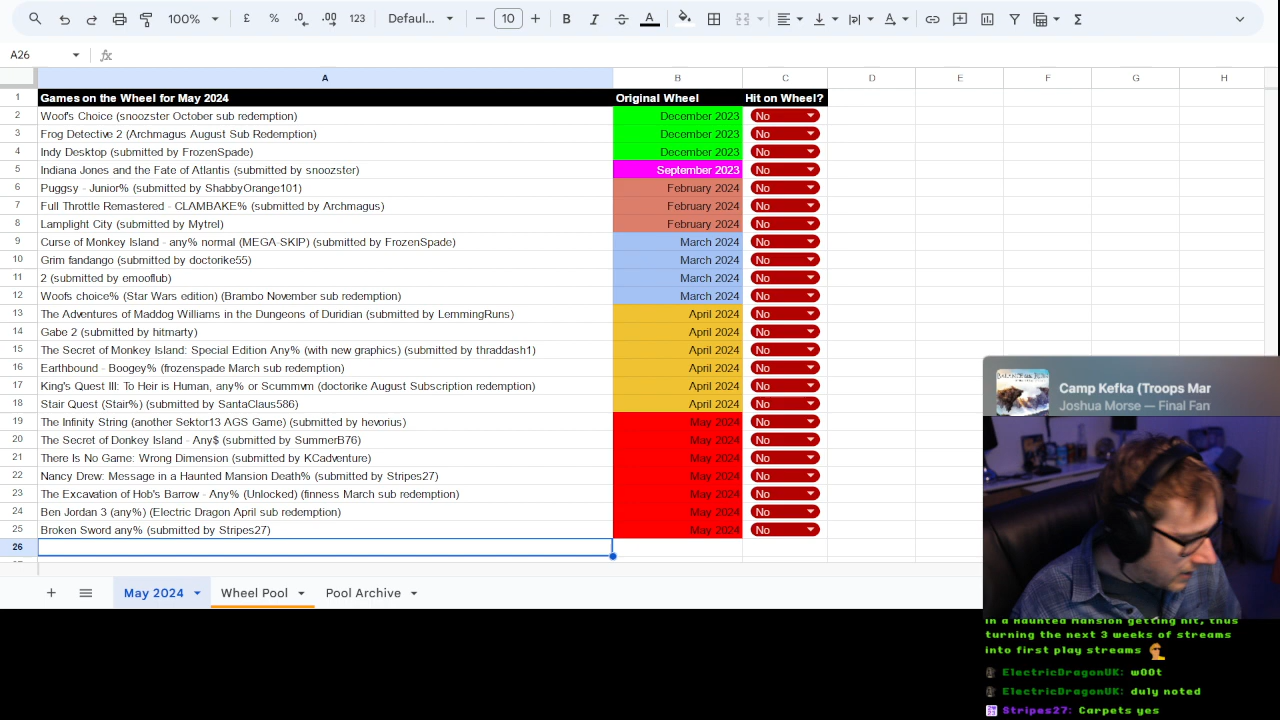 100%
£
%
.0
.00
123
Defaul...
10
B
I
A
A
Σ
A26
fx
A B C D E F G H
1 Games on the Wheel for May 2024 Original Wheel Hit on Wheel?
2 Woof's Choice (snoozster October sub redemption) December 2023 No
3 Frog Detective 2 (Archmagus August Sub Redemption) December 2023 No
4 Indy Desktop (submitted by FrozenSpade) December 2023 No
5 Indiana Jones and the Fate of Atlantis (submitted by snoozster) September 2023 No
6 Puggsy - Junior% (submitted by ShabbyOrange101) February 2024 No
7 Full Throttle Remastered - CLAMBAKE% (submitted by Archmagus) February 2024 No
8 Lamplight City (submitted by Mytrel) February 2024 No
9 Curse of Monkey Island - any% normal (MEGA-SKIP) (submitted by FrozenSpade) March 2024 No
10 Grim fandange (submitted by doctorike55) March 2024 No
11 2 (submitted by emooflub) March 2024 No
12 Woofs choice... (Star Wars edition) (Brambo November sub redemption) March 2024 No
13 The Adventures of Maddog Williams in the Dungeons of Duridian (submitted by LemmingRuns) April 2024 No
14 Gabe 2 (submitted by hitmarty) April 2024 No
15 The Secret of Monkey Island: Special Edition Any% (with new graphics) (submitted by thraddash1) April 2024 No
16 Earthbound - Brogey% (frozenspade March sub redemption) April 2024 No
17 King's Quest III: To Heir is Human, any% or Scummem (doctorike August Subscription redemption) April 2024 No
18 Star Quest (Star%) (submitted by SantaClaus586) April 2024 No
19 The Infinity String (another Sektor13 AGS Game) (submitted by hevorius) May 2024 No
20 The Secret of Donkey Island - Any$ (submitted by SummerB76) May 2024 No
21 There Is No Game: Wrong Dimension (submitted by KCadventure) May 2024 No
22 Nancy Drew: Message in a Haunted Mansion Death% (submitted by Stripes27) May 2024 No
23 The Excavation of Hob's Barrow - Any% (Unlocked) (finness March sub redemption) May 2024 No
24 Ben Jordan 3 (any%) (Electric Dragon April sub redemption) May 2024 No
25 Broken Sword any% (submitted by Stripes27) May 2024 No
26
May 2024
Wheel Pool
Pool Archive
Camp Kefka (Troops Mar
Joshua Morse — Final Fan
in a Haunted Mansion getting hit, thus
turning the next 3 weeks of streams
into first play streams
ElectricDragonUK: w00t
ElectricDragonUK: duly noted
Stripes27: Carpets yes